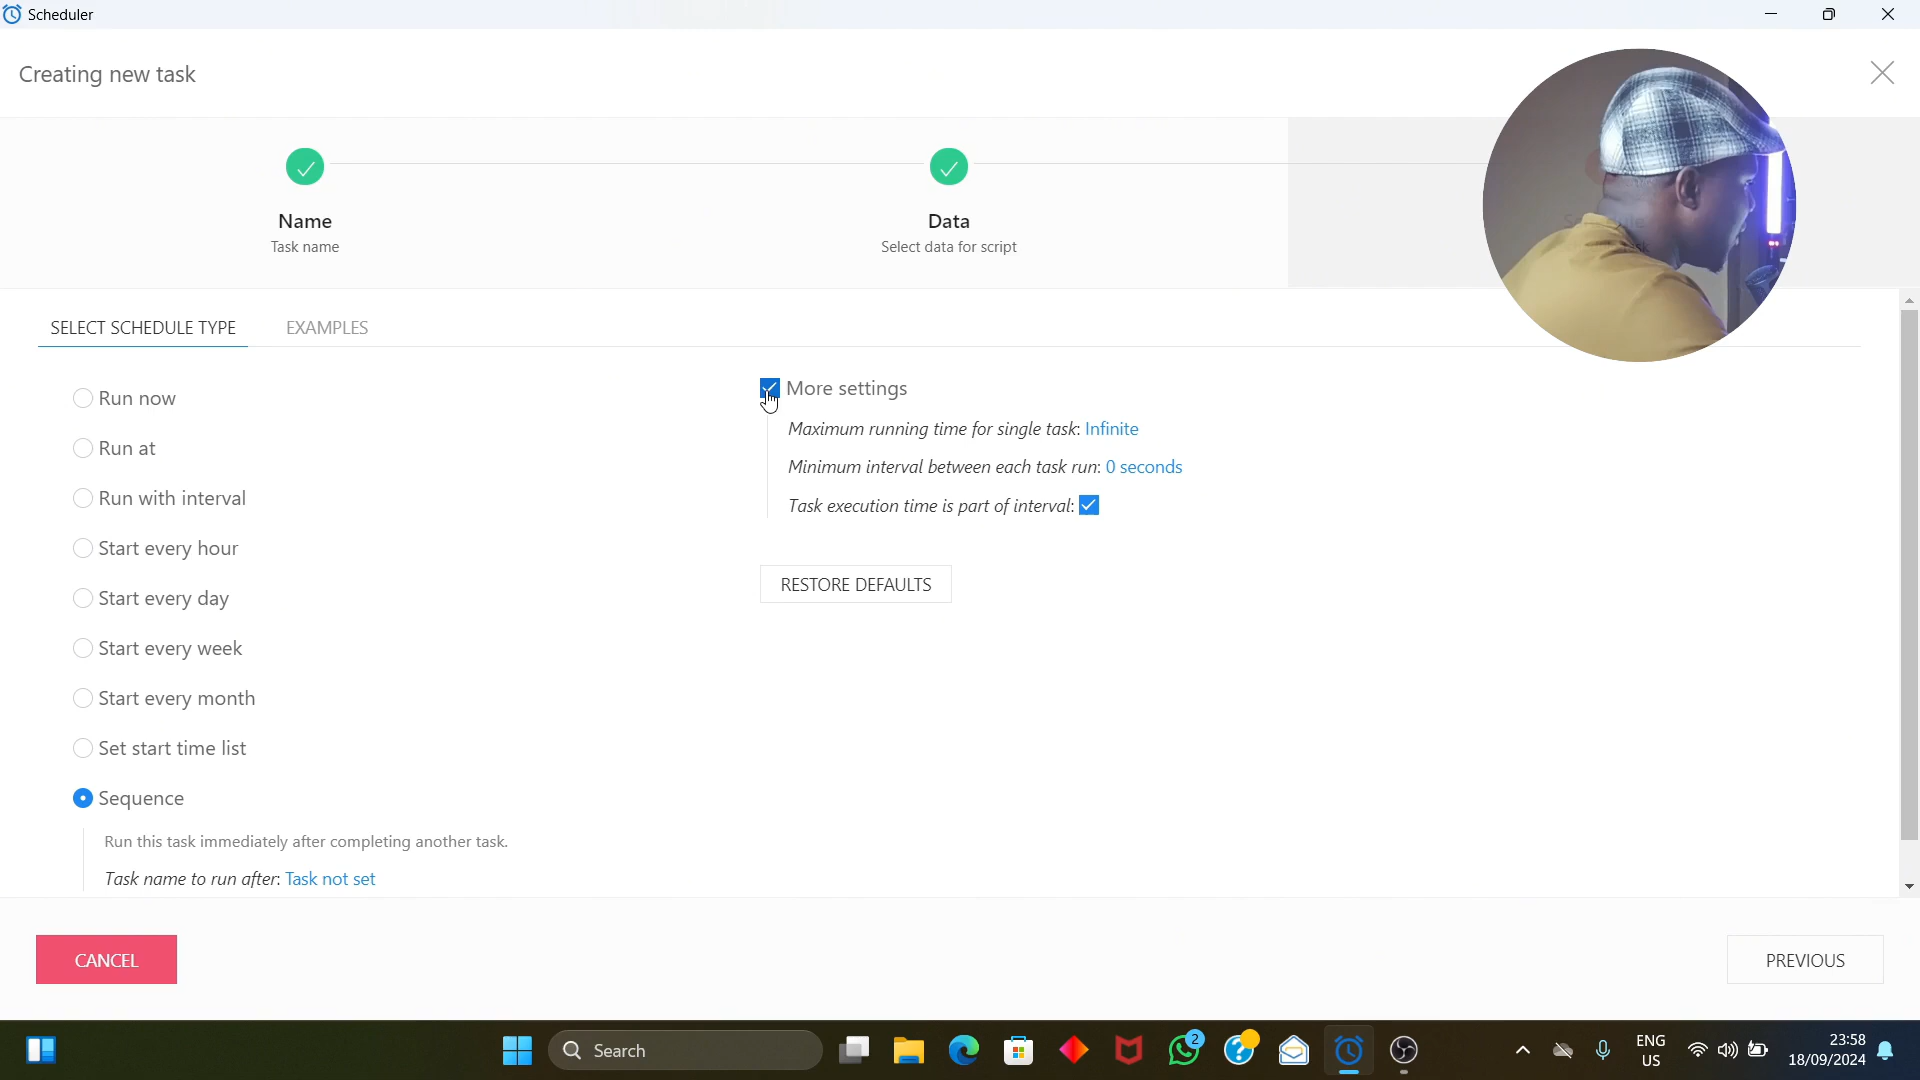 Scheduler
Creating new task
Name
Task name
Data
Select data for script
SELECT SCHEDULE TYPE
EXAMPLES
Run now
Run at
Run with interval
Start every hour
Start every day
Start every week
Start every month
Set start time list
Sequence
Run this task immediately after completing another task.
Task name to run after: Task not set
More settings
Maximum running time for single task: Infinite
Minimum interval between each task run: 0 seconds
Task execution time is part of interval:
RESTORE DEFAULTS
CANCEL
PREVIOUS
Search
2
ENG
US
23:58
18/09/2024